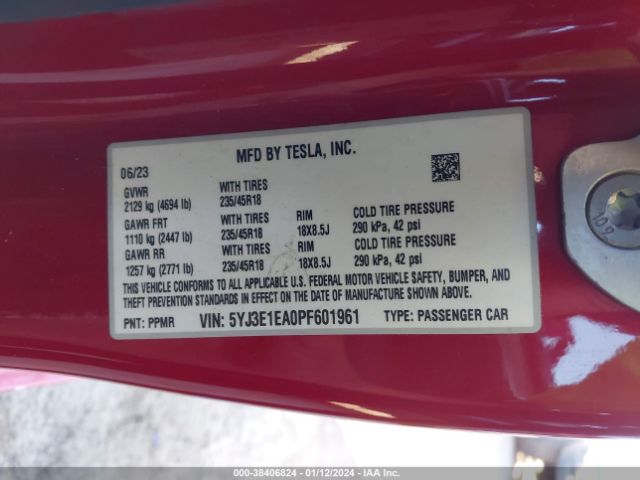 MFD BY TESLA, INC.
06/23
GVWR WITH TIRES
2129 kg (4694 lb) 235/45R18
GAWR FRT WITH TIRES RIM COLD TIRE PRESSURE
1110 kg (2447 lb) 235/45R18 18X8.5J 290 kPa, 42 psi
GAWR RR WITH TIRES RIM COLD TIRE PRESSURE
1257 kg (2771 lb) 235/45R18 18X8.5J 290 kPa, 42 psi
THIS VEHICLE CONFORMS TO ALL APPLICABLE U.S. FEDERAL MOTOR VEHICLE SAFETY, BUMPER, AND
THEFT PREVENTION STANDARDS IN EFFECT ON THE DATE OF MANUFACTURE SHOWN ABOVE.
PNT: PPMR VIN: 5YJ3E1EA0PF601961 TYPE: PASSENGER CAR
109
000-38406824 - 01/12/2024 - IAA Inc.